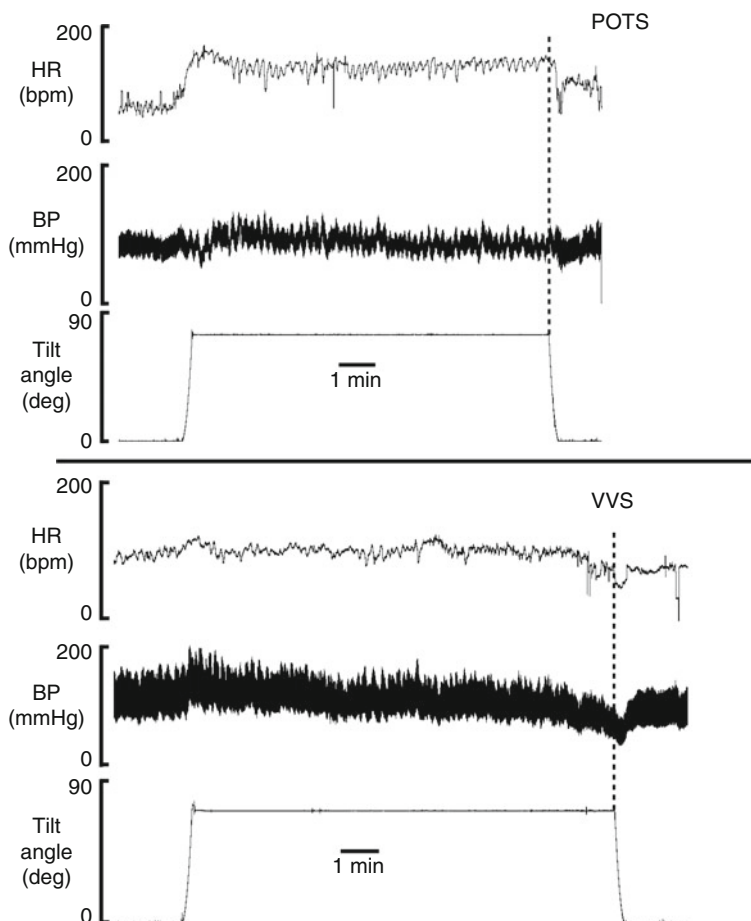 POTS
200
HR
(bpm)
0
200
BP
(mmHg)
0
90
Tilt
angle
(deg)
0
1 min
VVS
200
HR
(bpm)
0
200
BP
(mmHg)
0
90
Tilt
angle
(deg)
0
1 min